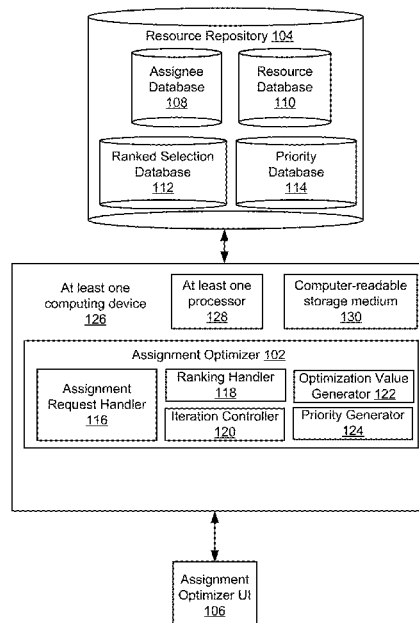 Resource Repository 104
Assignee
Database
108
Resource
Database
110
Ranked Selection
Database
112
Priority
Database
114
At least one
computing device
126
At least one
processor
128
Computer-readable
storage medium
130
Assignment Optimizer 102
Assignment
Request Handler
116
Ranking Handler
118
Iteration Controller
120
Optimization Value
Generator 122
Priority Generator
124
Assignment
Optimizer UI
106